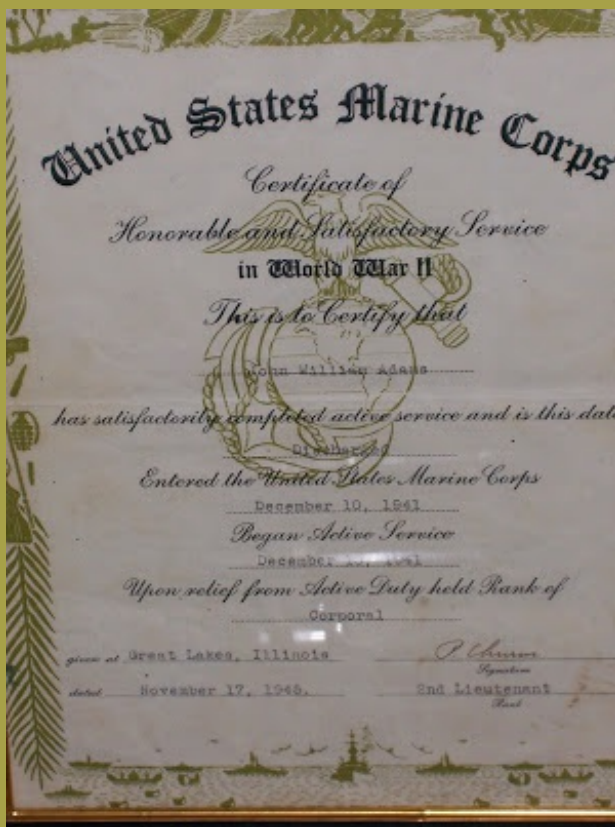 United States Marine Corps
Certificate of
Honorable and Satisfactory Service
in World War II
This is to Certify that
John William Adams
has satisfactorily completed active service and is this date
Discharged
Entered the United States Marine Corps
December 10, 1941
Began Active Service
December 1941
Upon relief from Active Duty held Rank of
Corporal
given at Great Lakes, Illinois
Signature
dated November 17, 1945. 2nd Lieutenant
Rank